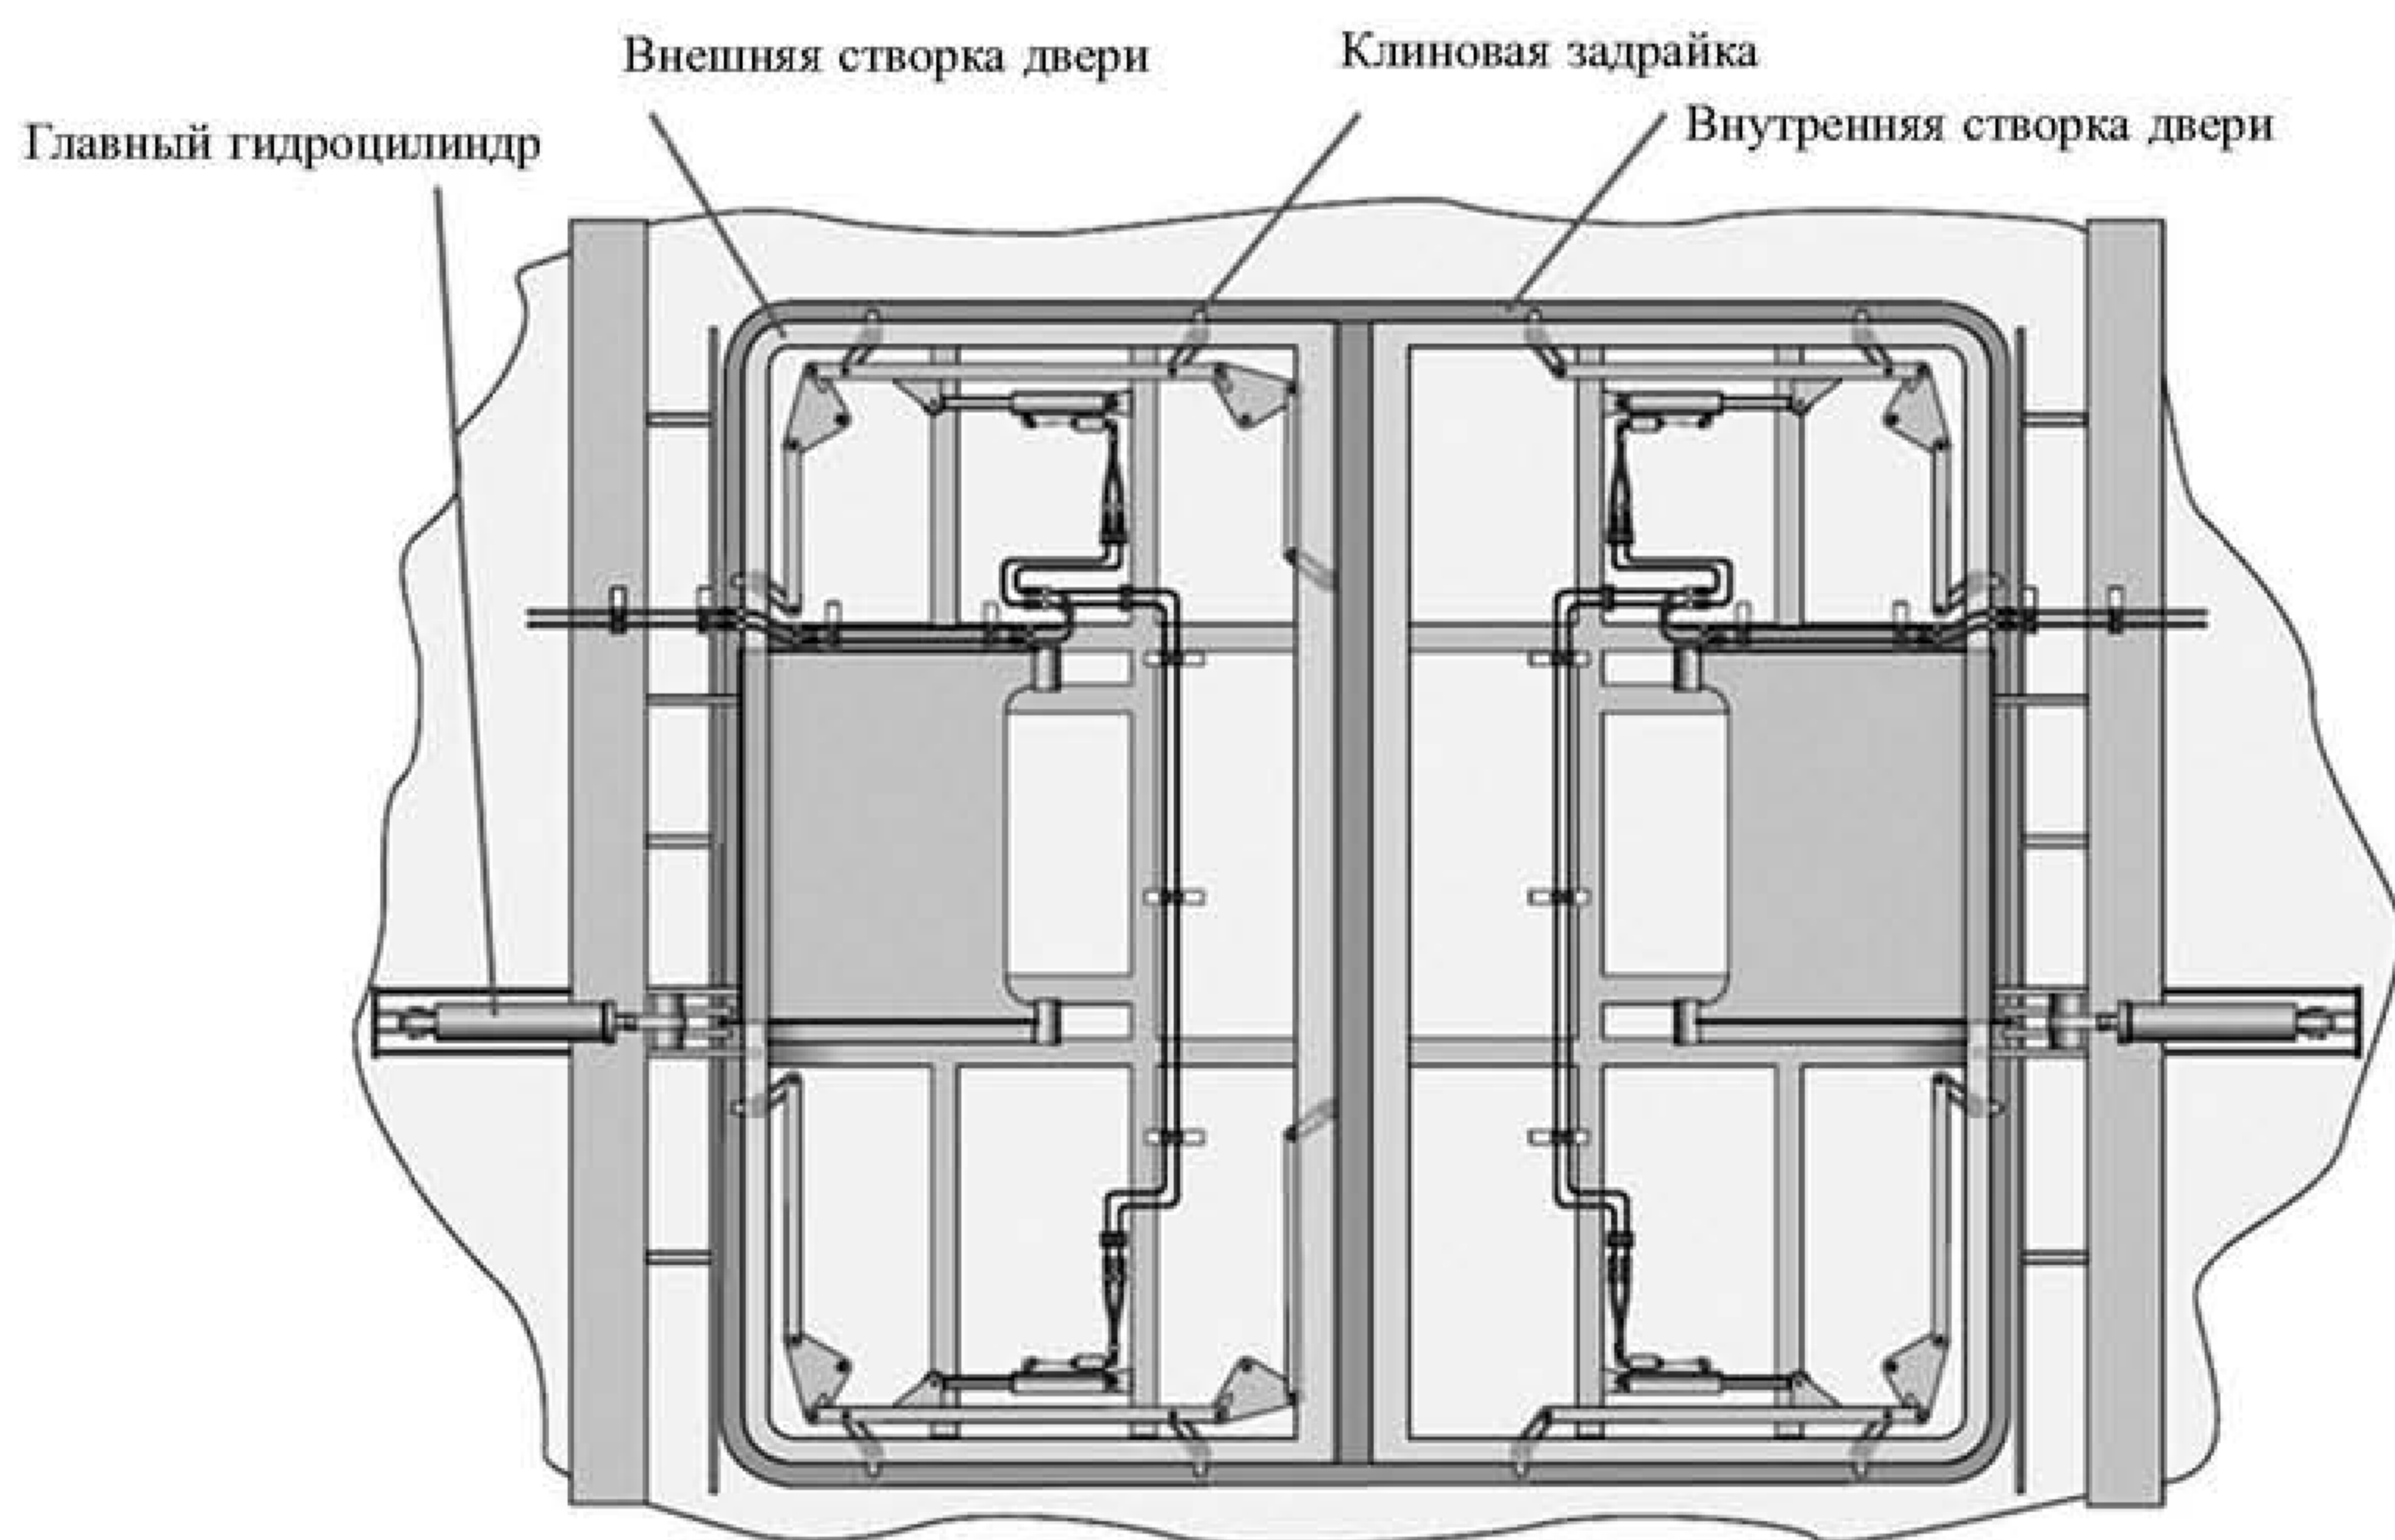 Внешняя створка двери
Клиновая задрайка
Внутренняя створка двери
Главный гидроцилиндр